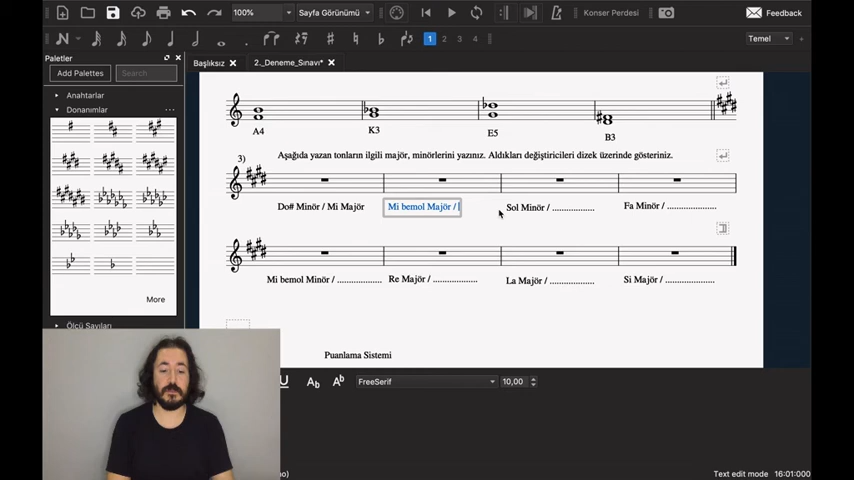 100%
Sayfa Görünümü
Konser Perdesi
Feedback
1 2 3 4
Temel
Paletler
Başlıksız
2._Deneme_Sınavı*
Add Palettes
Search
Anahtarlar
Donanımlar
More
Ölçü Sayıları
A4
K3
E5
B3
3)
Aşağıda yazan tonların ilgili majör, minörlerini yazınız. Aldıkları değiştiricileri dizek üzerinde gösteriniz.
Do# Minör / Mi Majör
Mi bemol Majör /
Sol Minör / ..................
Fa Minör / .....................
Mi bemol Minör / ...................
Re Majör / ...................
La Majör / ...................
Si Majör / .....................
Puanlama Sistemi
U
Ab
Ab
FreeSerif
10,00
Text edit mode
16:01:000